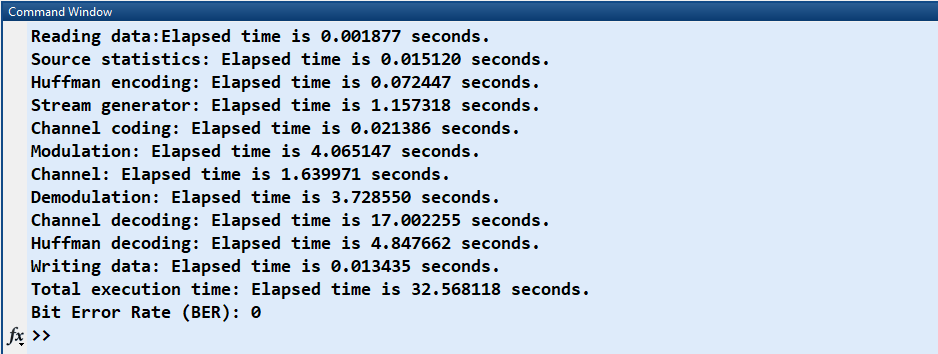 Command Window
Reading data:Elapsed time is 0.001877 seconds.
Source statistics: Elapsed time is 0.015120 seconds.
Huffman encoding: Elapsed time is 0.072447 seconds.
Stream generator: Elapsed time is 1.157318 seconds.
Channel coding: Elapsed time is 0.021386 seconds.
Modulation: Elapsed time is 4.065147 seconds.
Channel: Elapsed time is 1.639971 seconds.
Demodulation: Elapsed time is 3.728550 seconds.
Channel decoding: Elapsed time is 17.002255 seconds.
Huffman decoding: Elapsed time is 4.847662 seconds.
Writing data: Elapsed time is 0.013435 seconds.
Total execution time: Elapsed time is 32.568118 seconds.
Bit Error Rate (BER): 0
fx >>